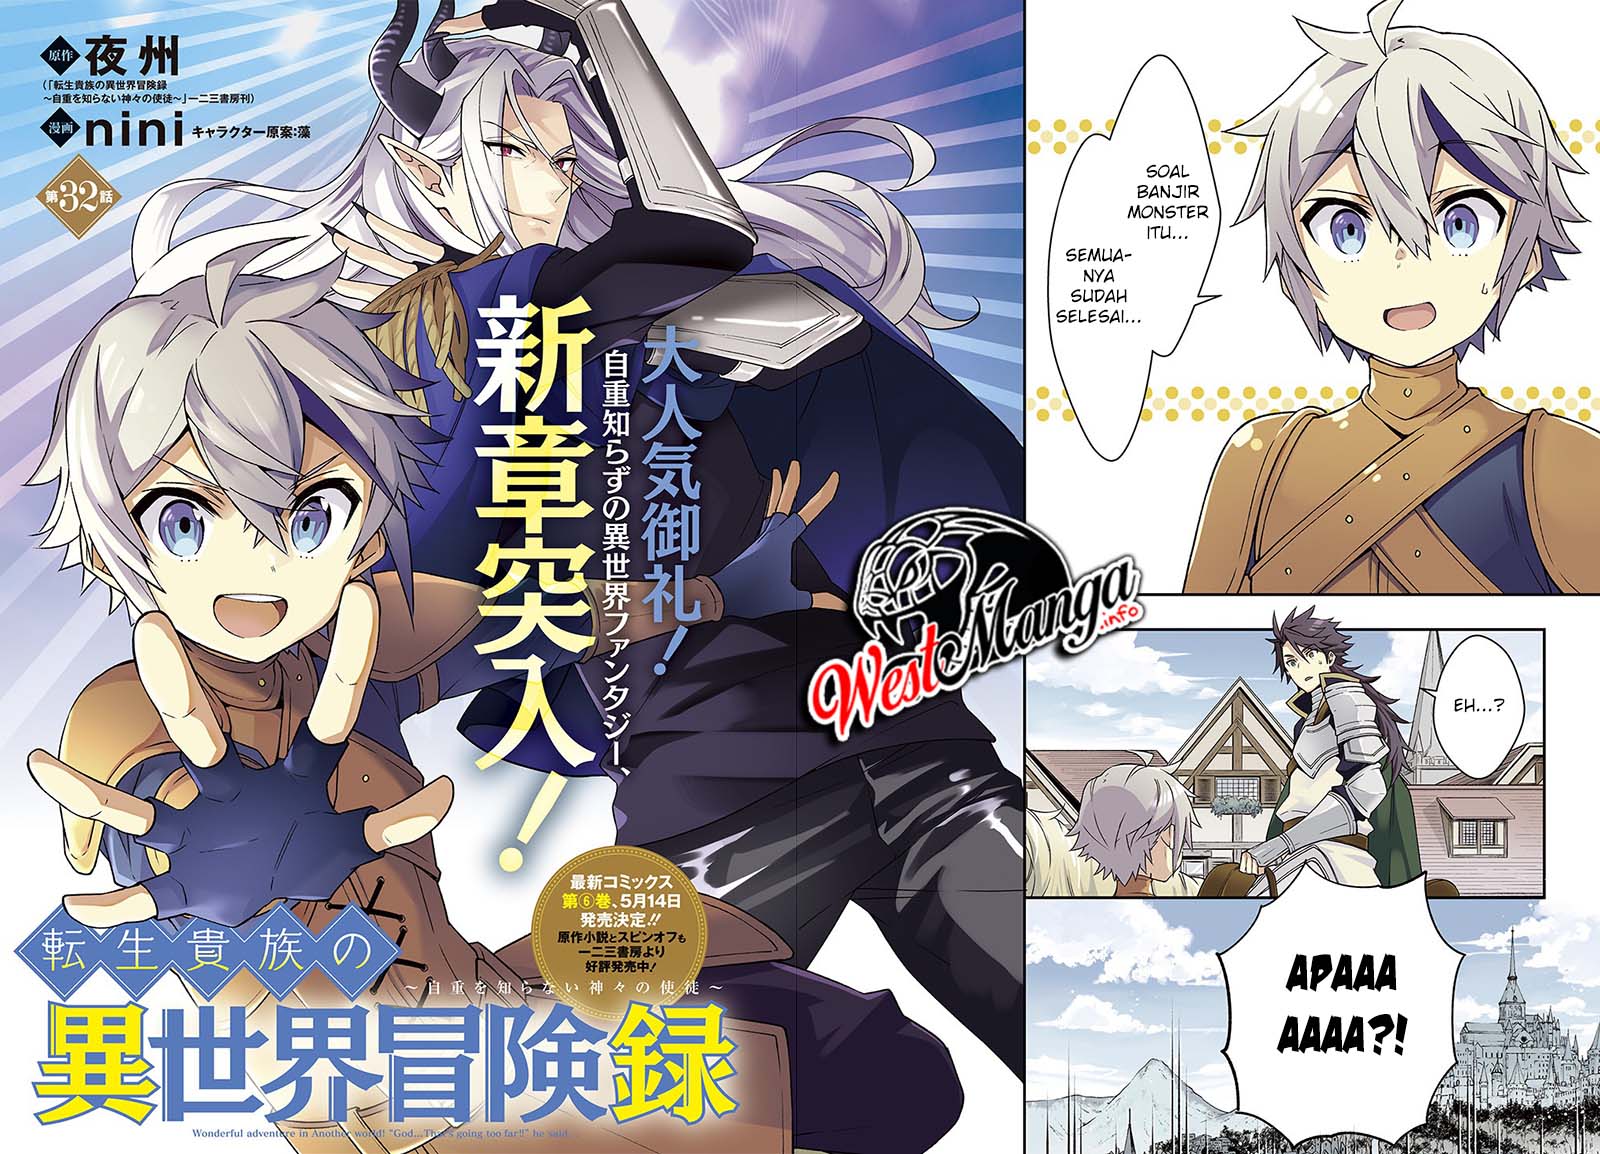 原作 夜州
(「転生貴族の異世界冒険録
～自重を知らない神々の使徒～」一二三書房刊)
漫画 nini キャラクター原案:藻
第32話
大人気御礼！
自重知らずの異世界ファンタジー、
新章突入！
最新コミックス
第⑥巻、5月14日
発売決定!!
原作小説とスピンオフも
一二三書房より
好評発売中!
転生貴族の
～自重を知らない神々の使徒～
異世界冒険録
Wonderful adventure in Another world! "God...That's going too far!!" he said...
SOAL
BANJIR
MONSTER
ITU...
SEMUA-
NYA
SUDAH
SELESAI...
WestManga
.info
EH...?
APAAA
AAAA?!